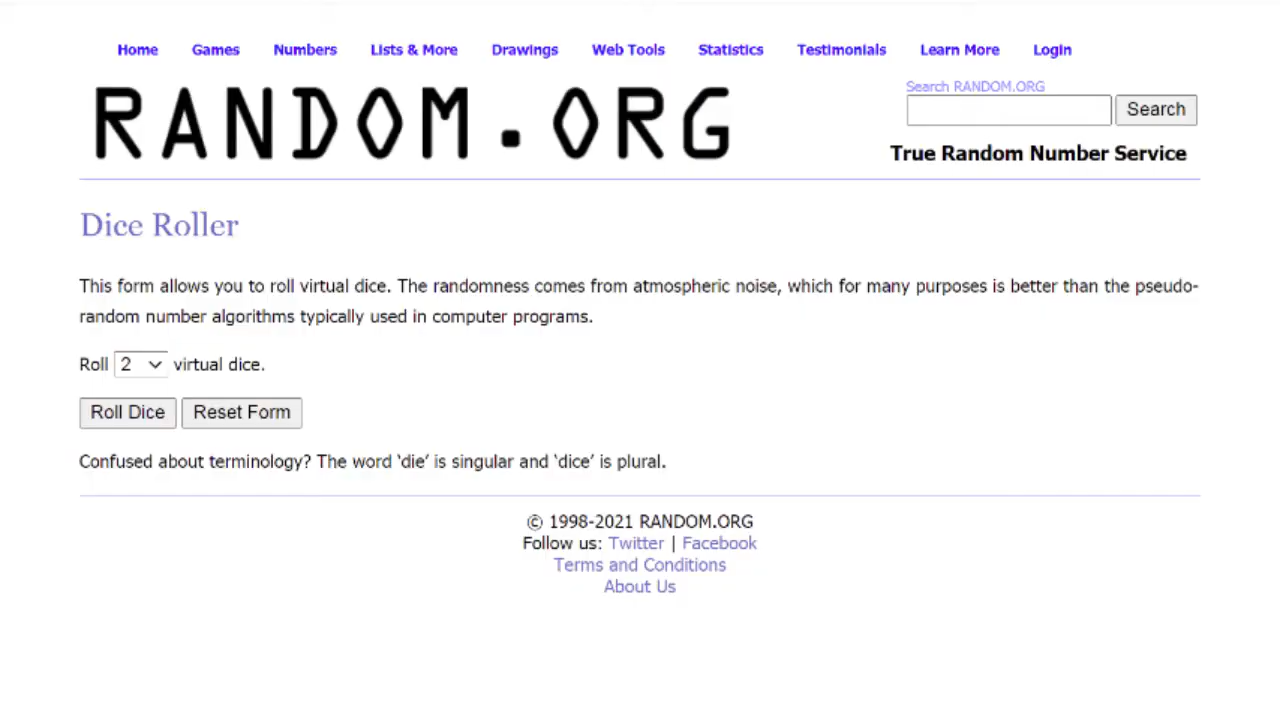 Home Games Numbers Lists & More Drawings Web Tools Statistics Testimonials Learn More Login
RANDOM.ORG
Search RANDOM.ORG
Search
True Random Number Service
Dice Roller
This form allows you to roll virtual dice. The randomness comes from atmospheric noise, which for many purposes is better than the pseudo-
random number algorithms typically used in computer programs.
Roll 2 virtual dice.
Roll Dice Reset Form
Confused about terminology? The word ‘die’ is singular and ‘dice’ is plural.
© 1998-2021 RANDOM.ORG
Follow us: Twitter | Facebook
Terms and Conditions
About Us